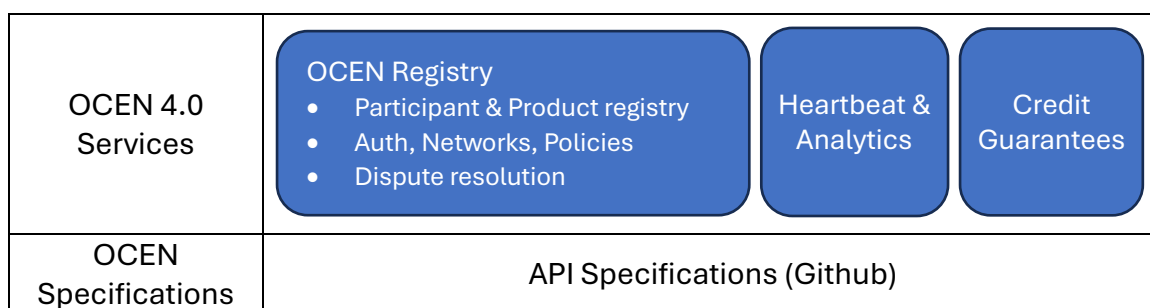 OCEN 4.0
Services
OCEN Registry
• Participant & Product registry
• Auth, Networks, Policies
• Dispute resolution
Heartbeat &
Analytics
Credit
Guarantees
OCEN
Specifications
API Specifications (Github)